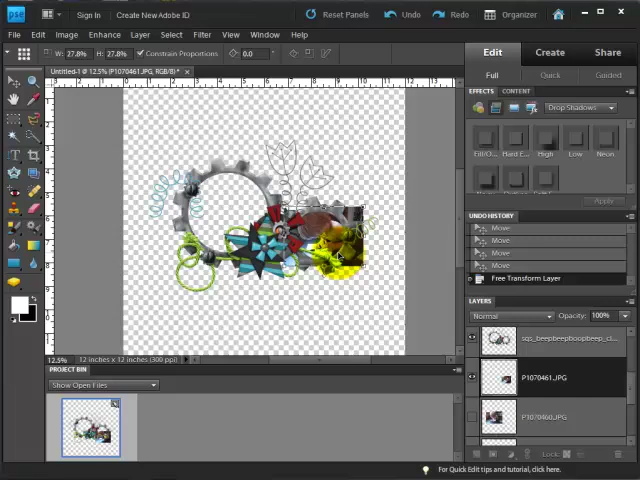 pse Sign In Create New Adobe ID Reset Panels Undo Redo Organizer
File Edit Image Enhance Layer Select Filter View Window Help
W: 27.8% H: 27.8% Constrain Proportions 0.0
Edit Create Share
Untitled-1 @ 12.5% (P1070461.JPG, RGB/8) *
Full Quick Guided
EFFECTS CONTENT
Drop Shadows
Hard E... High Low Neon
Apply
UNDO HISTORY
Move
Move
Move
Move
Free Transform Layer
LAYERS
Normal Opacity: 100%
P1070461.JPG
P1070460.JPG
Lock:
12.5% 12 inches x 12 inches (300 ppi)
PROJECT BIN
Show Open Files
For Quick Edit tips and tutorial, click here.